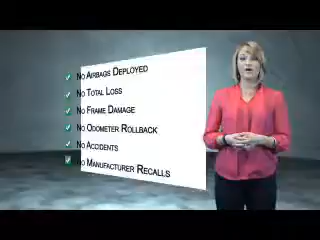 No Airbags Deployed
No Total Loss
No Frame Damage
No Odometer Rollback
No Accidents
No Manufacturer Recalls